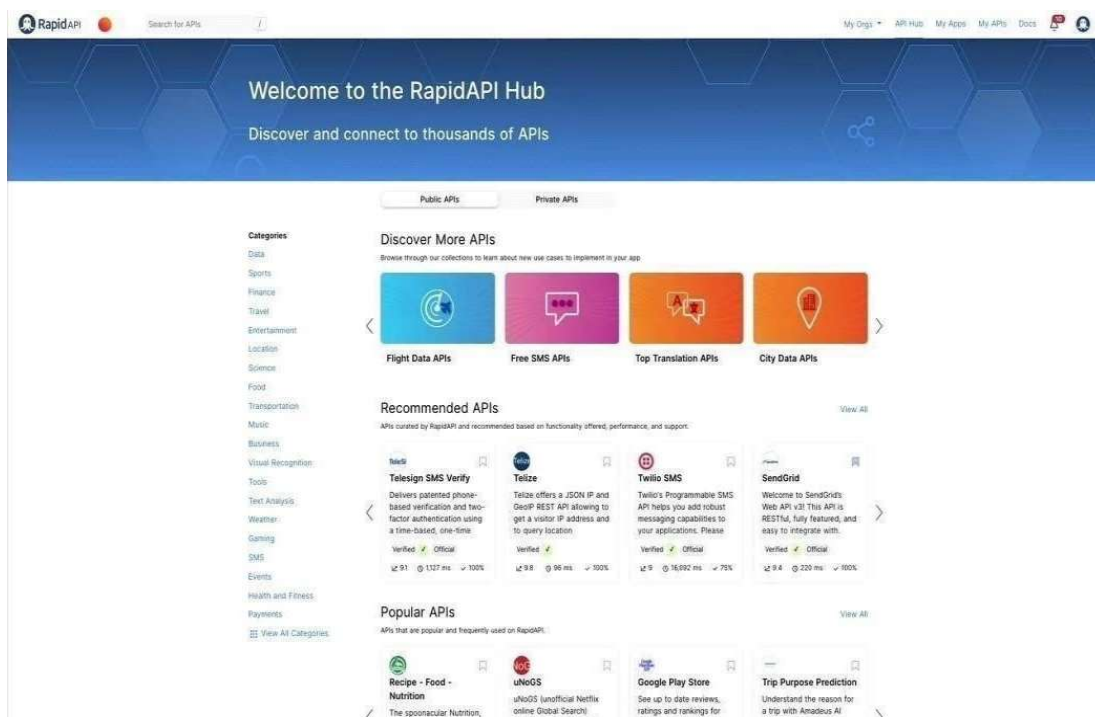 Rapid API
Search for APIs
/
My Orgs
API Hub
My Apps
My APIs
Docs
10
Welcome to the RapidAPI Hub
Discover and connect to thousands of APIs
Public APIs
Private APIs
Categories
Data
Sports
Finance
Travel
Entertainment
Location
Science
Food
Transportation
Music
Business
Visual Recognition
Tools
Text Analysis
Weather
Gaming
SMS
Events
Health and Fitness
Payments
View All Categories
Discover More APIs
Browse through our collections to learn about new use cases to implement in your app
Flight Data APIs
Free SMS APIs
Top Translation APIs
City Data APIs
Recommended APIs
View All
APIs curated by RapidAPI and recommended based on functionality offered, performance, and support.
TeleSi
Telesign SMS Verify
Delivers patented phone-
based verification and two-
factor authentication using
a time-based, one-time
Verified ✓ Official
9.1 1,127 ms 100%
Telize
Telize
Telize offers a JSON IP and
GeoIP REST API allowing to
get a visitor IP address and
to query location
Verified ✓
9.8 96 ms 100%
Twilio SMS
Twilio's Programmable SMS
API helps you add robust
messaging capabilities to
your applications. Please
Verified ✓ Official
9 16,092 ms 75%
SendGrid
Welcome to SendGrid's
Web API v3! This API is
RESTful, fully featured, and
easy to integrate with.
Verified ✓ Official
9.4 220 ms 100%
Popular APIs
View All
APIs that are popular and frequently used on RapidAPI.
Recipe - Food -
Nutrition
The spoonacular Nutrition,
NoG
uNoGS
uNoGS (unofficial Netflix
online Global Search)
Google Play Store
See up to date reviews,
ratings and rankings for
Trip Purpose Prediction
Understand the reason for
a trip with Amadeus AI